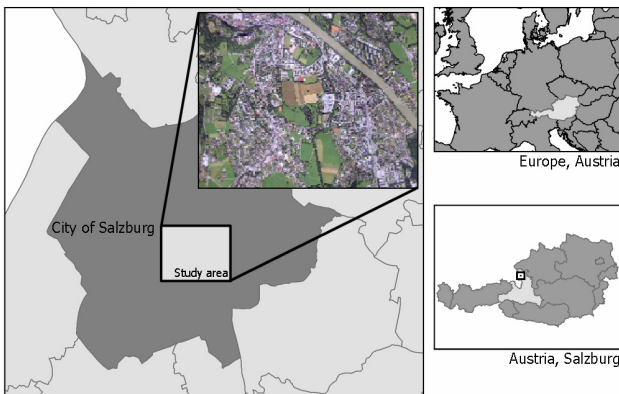 City of Salzburg
Study area
Europe, Austria
Austria, Salzburg